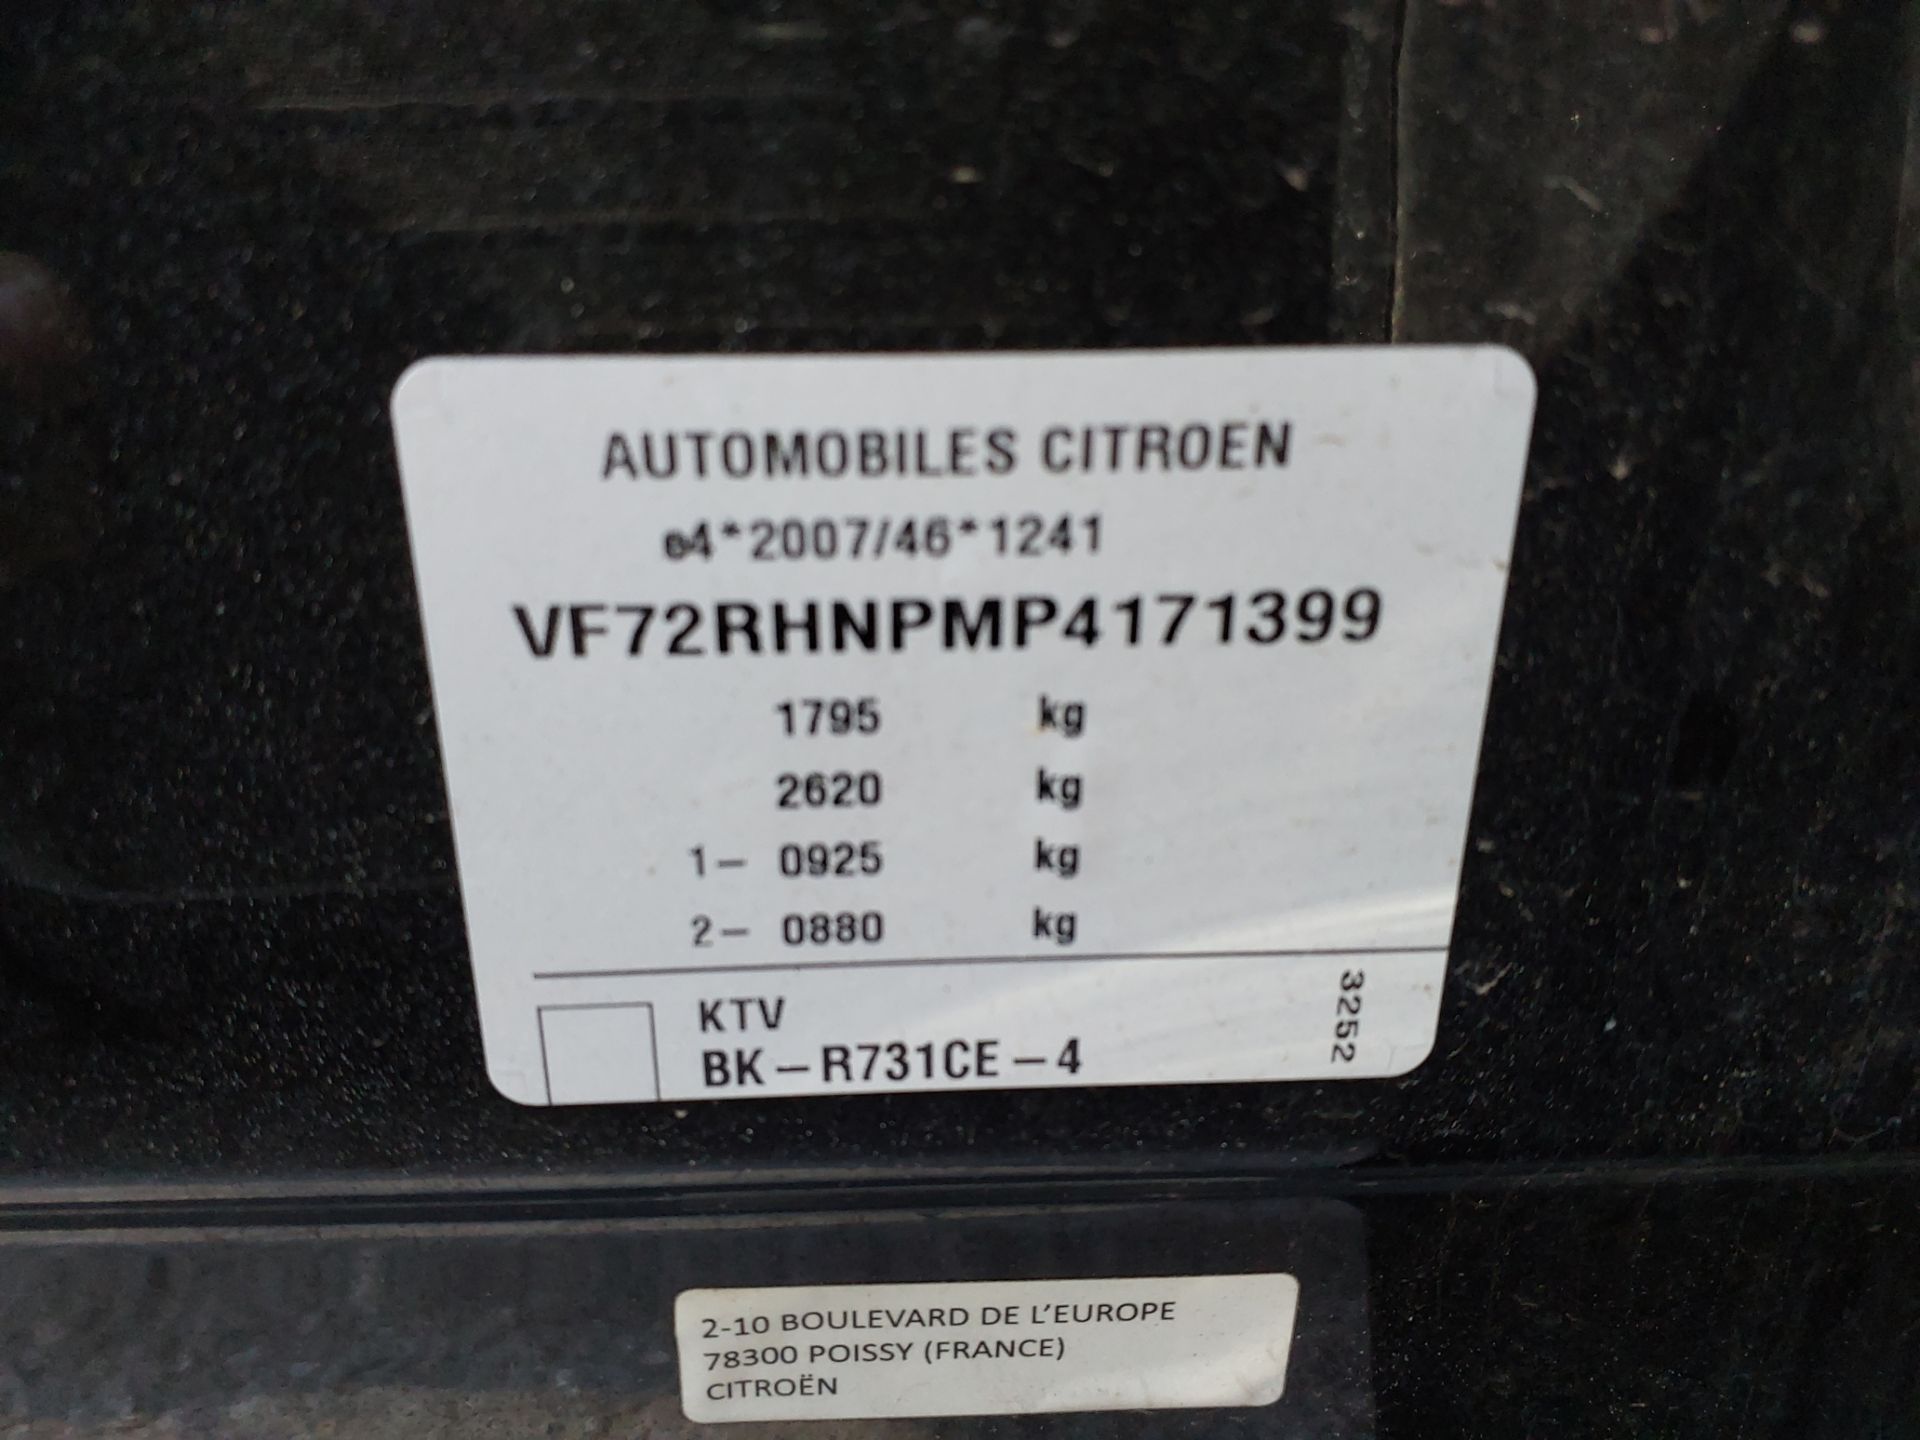 AUTOMOBILES CITROEN
e4*2007/46*1241
VF72RHNPMP4171399
1795 kg
2620 kg
1- 0925 kg
2- 0880 kg
KTV
BK-R731CE-4
3252
2-10 BOULEVARD DE L'EUROPE
78300 POISSY (FRANCE)
CITROËN